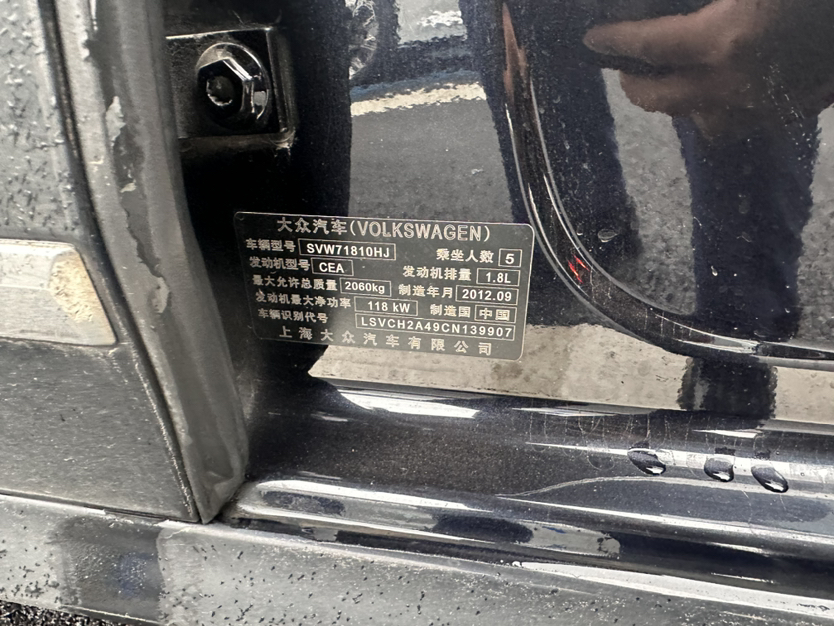 大众汽车(VOLKSWAGEN)
车辆型号 SVW71810HJ 乘坐人数 5
发动机型号 CEA 发动机排量 1.8L
最大允许总质量 2060kg 制造年月 2012.09
发动机最大净功率 118 kW 制造国 中国
车辆识别代号 LSVCH2A49CN139907
上海大众汽车有限公司